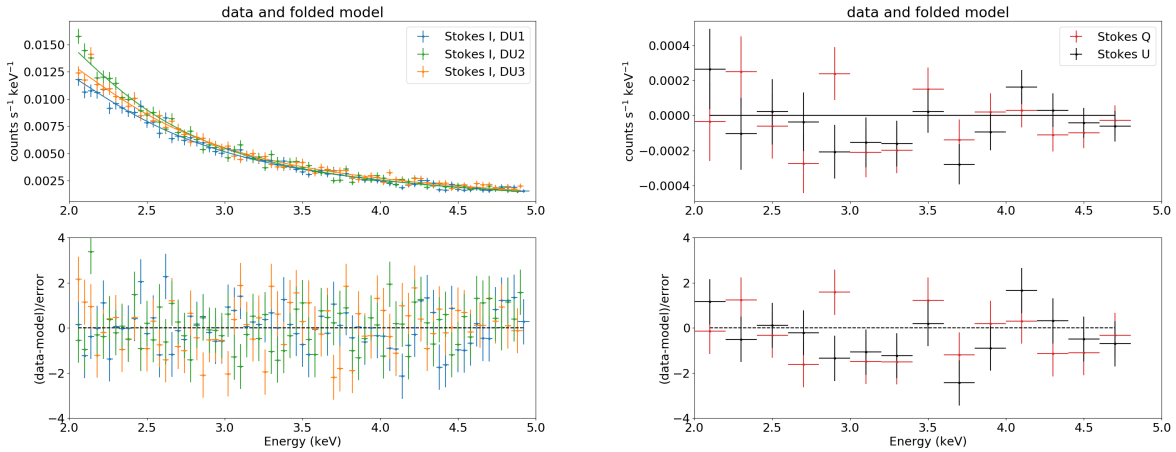 data and folded model
counts s⁻¹ keV⁻¹
0.0150
0.0125
0.0100
0.0075
0.0050
0.0025
Stokes I, DU1
Stokes I, DU2
Stokes I, DU3
2.0 2.5 3.0 3.5 4.0 4.5 5.0
(data-model)/error
4
2
0
−2
−4
2.0 2.5 3.0 3.5 4.0 4.5 5.0
Energy (keV)
data and folded model
counts s⁻¹ keV⁻¹
0.0004
0.0002
0.0000
−0.0002
−0.0004
Stokes Q
Stokes U
2.0 2.5 3.0 3.5 4.0 4.5 5.0
(data-model)/error
4
2
0
−2
−4
2.0 2.5 3.0 3.5 4.0 4.5 5.0
Energy (keV)